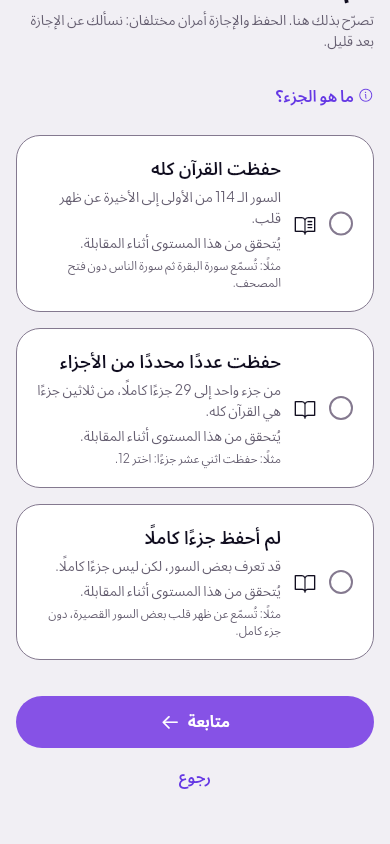 تصرّح بذلك هنا. الحفظ والإجازة أمران مختلفان: نسألك عن الإجازة
بعد قليل.
ما هو الجزء؟
حفظت القرآن كله
السور الـ 114 من الأولى إلى الأخيرة عن ظهر
قلب.
يُتحقق من هذا المستوى أثناء المقابلة.
مثلًا: تُسمّع سورة البقرة ثم سورة الناس دون فتح
المصحف.
حفظت عددًا محددًا من الأجزاء
من جزء واحد إلى 29 جزءًا كاملًا، من ثلاثين جزءًا
هي القرآن كله.
يُتحقق من هذا المستوى أثناء المقابلة.
مثلًا: حفظت اثني عشر جزءًا: اختر 12.
لم أحفظ جزءًا كاملًا
قد تعرف بعض السور، لكن ليس جزءًا كاملًا.
يُتحقق من هذا المستوى أثناء المقابلة.
مثلًا: تُسمّع عن ظهر قلب بعض السور القصيرة، دون
جزء كامل.
متابعة ←
رجوع